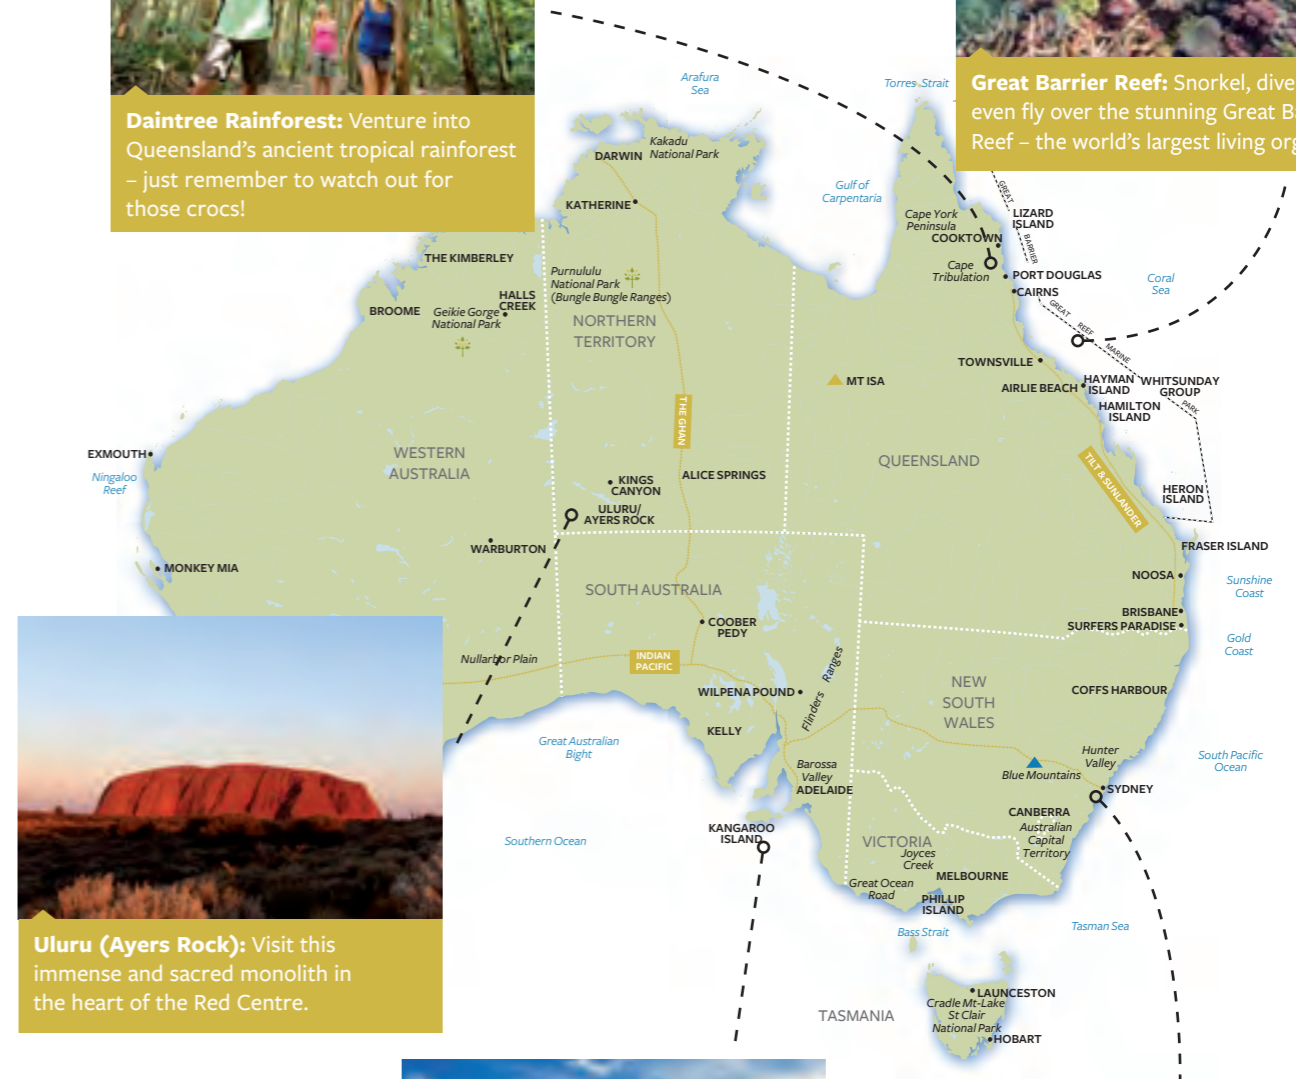 Daintree Rainforest: Venture into
Queensland's ancient tropical rainforest
– just remember to watch out for
those crocs!
Great Barrier Reef: Snorkel, dive
even fly over the stunning Great
Reef – the world's largest living
Arafura
Sea
Torres Strait
Kakadu
National Park
DARWIN
KATHERINE
Gulf of
Carpentaria
Cape York
Peninsula
COOKTOWN
GREAT
BARRIER
LIZARD
ISLAND
Cape
Tribulation
PORT DOUGLAS
CAIRNS
Coral
Sea
THE KIMBERLEY
Purnululu
National Park
(Bungle Bungle Ranges)
HALLS
CREEK
BROOME
Geikie Gorge
National Park
NORTHERN
TERRITORY
GREAT
REEF
MARINE
PARK
TOWNSVILLE
MT ISA
AIRLIE BEACH
HAYMAN
ISLAND
WHITSUNDAY
GROUP
HAMILTON
ISLAND
THE GHAN
EXMOUTH
Ningaloo
Reef
WESTERN
AUSTRALIA
QUEENSLAND
TILT & SUNLANDER
ALICE SPRINGS
KINGS
CANYON
HERON
ISLAND
ULURU/
AYERS ROCK
WARBURTON
FRASER ISLAND
MONKEY MIA
NOOSA
Sunshine
Coast
SOUTH AUSTRALIA
BRISBANE
SURFERS PARADISE
COOBER
PEDY
Gold
Coast
Nullarbor Plain
INDIAN
PACIFIC
Flinders Ranges
WILPENA POUND
NEW
SOUTH
WALES
COFFS HARBOUR
KELLY
Great Australian
Bight
Hunter
Valley
South Pacific
Ocean
Barossa
Valley
ADELAIDE
Blue Mountains
SYDNEY
CANBERRA
Australian
Capital
Territory
KANGAROO
ISLAND
Southern Ocean
VICTORIA
Joyces
Creek
MELBOURNE
Great Ocean
Road
PHILLIP
ISLAND
Bass Strait
Tasman Sea
Uluru (Ayers Rock): Visit this
immense and sacred monolith in
the heart of the Red Centre.
LAUNCESTON
Cradle Mt-Lake
St Clair
National Park
TASMANIA
HOBART